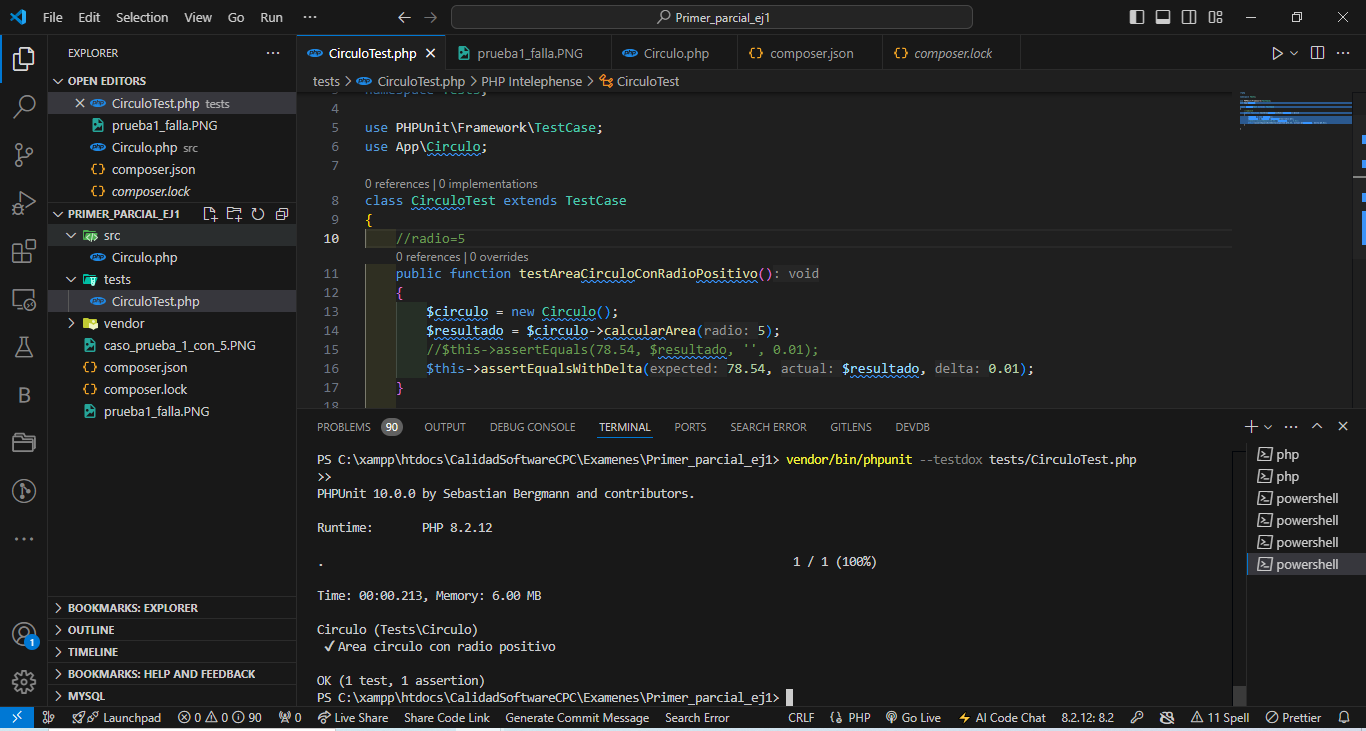 File Edit Selection View Go Run ···
Primer_parcial_ej1
EXPLORER
OPEN EDITORS
CirculoTest.php tests
prueba1_falla.PNG
Circulo.php src
composer.json
composer.lock
PRIMER_PARCIAL_EJ1
src
Circulo.php
tests
CirculoTest.php
vendor
caso_prueba_1_con_5.PNG
composer.json
composer.lock
prueba1_falla.PNG
BOOKMARKS: EXPLORER
OUTLINE
TIMELINE
BOOKMARKS: HELP AND FEEDBACK
MYSQL
CirculoTest.php prueba1_falla.PNG Circulo.php composer.json composer.lock
tests > CirculoTest.php > PHP Intelephense > CirculoTest
3 namespace Tests;
4
5 use PHPUnit\Framework\TestCase;
6 use App\Circulo;
7
0 references | 0 implementations
8 class CirculoTest extends TestCase
9 {
10 //radio=5
0 references | 0 overrides
11 public function testAreaCirculoConRadioPositivo(): void
12 {
13 $circulo = new Circulo();
14 $resultado = $circulo->calcularArea(radio: 5);
15 //$this->assertEquals(78.54, $resultado, '', 0.01);
16 $this->assertEqualsWithDelta(expected: 78.54, actual: $resultado, delta: 0.01);
17 }
18
PROBLEMS 90 OUTPUT DEBUG CONSOLE TERMINAL PORTS SEARCH ERROR GITLENS DEVDB
PS C:\xampp\htdocs\CalidadSoftwareCPC\Examenes\Primer_parcial_ej1> vendor/bin/phpunit --testdox tests/CirculoTest.php
>>
PHPUnit 10.0.0 by Sebastian Bergmann and contributors.
Runtime: PHP 8.2.12
. 1 / 1 (100%)
Time: 00:00.213, Memory: 6.00 MB
Circulo (Tests\Circulo)
✔ Area circulo con radio positivo
OK (1 test, 1 assertion)
PS C:\xampp\htdocs\CalidadSoftwareCPC\Examenes\Primer_parcial_ej1>
php
php
powershell
powershell
powershell
powershell
B
1
Launchpad 0 0 90 0 Live Share Share Code Link Generate Commit Message Search Error CRLF PHP Go Live AI Code Chat 8.2.12: 8.2 11 Spell Prettier